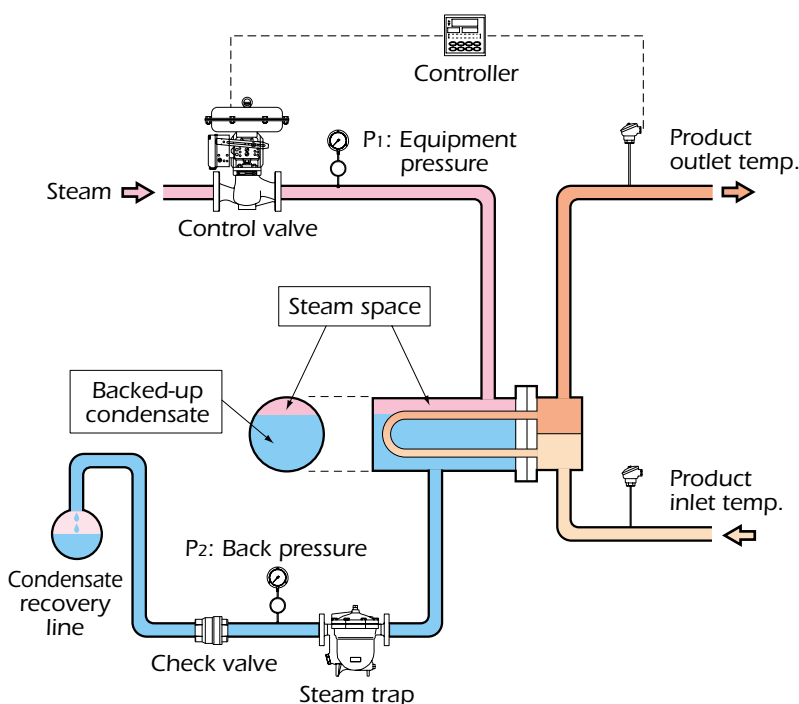 Controller
P1: Equipment
pressure
Product
outlet temp.
Steam
Control valve
Steam space
Backed-up
condensate
Product
inlet temp.
P2: Back pressure
Condensate
recovery
line
Check valve
Steam trap